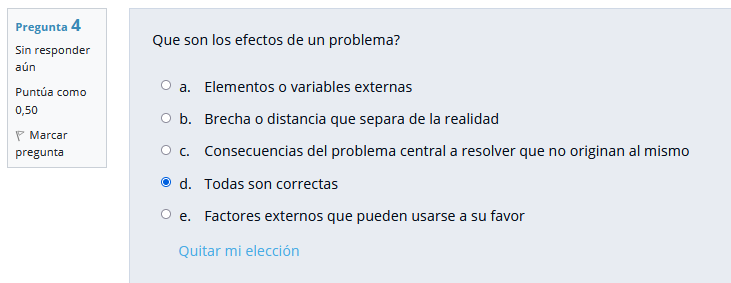 Pregunta 4
Sin responder
aún
Puntúa como
0,50
Marcar
pregunta
Que son los efectos de un problema?
a. Elementos o variables externas
b. Brecha o distancia que separa de la realidad
c. Consecuencias del problema central a resolver que no originan al mismo
d. Todas son correctas
e. Factores externos que pueden usarse a su favor
Quitar mi elección